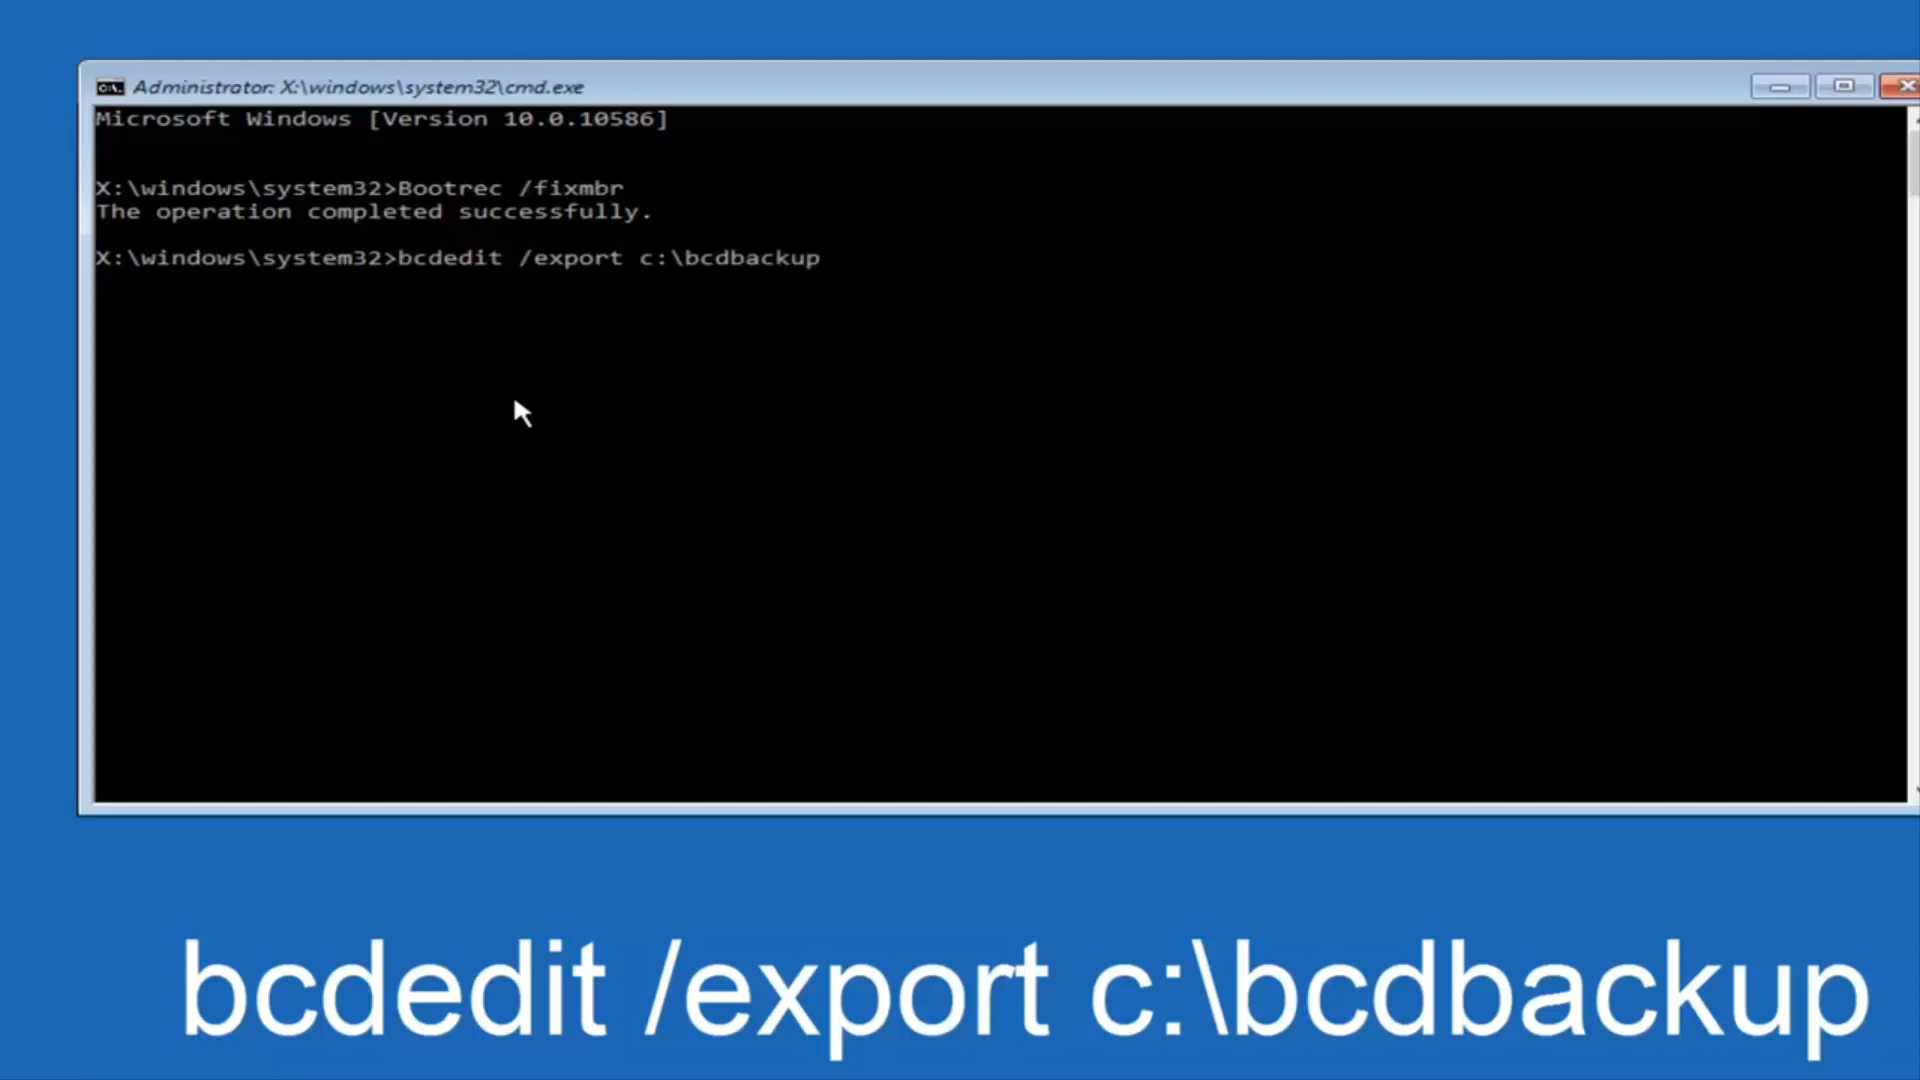 Administrator: X:\windows\system32\cmd.exe
Microsoft Windows [Version 10.0.10586]
X:\windows\system32>Bootrec /fixmbr
The operation completed successfully.
X:\windows\system32>bcdedit /export c:\bcdbackup
bcdedit /export c:\bcdbackup